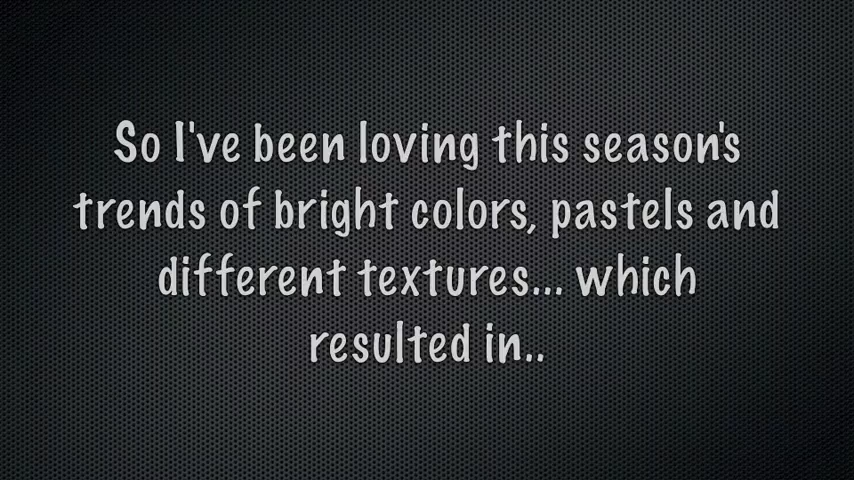 So I've been loving this season's
trends of bright colors, pastels and
different textures... which
resulted in..